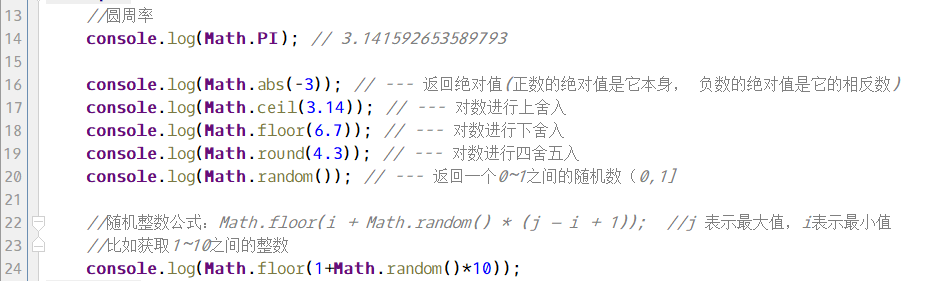 13 //圆周率
14 console.log(Math.PI); // 3.141592653589793
15
16 console.log(Math.abs(-3)); // --- 返回绝对值(正数的绝对值是它本身， 负数的绝对值是它的相反数)
17 console.log(Math.ceil(3.14)); // --- 对数进行上舍入
18 console.log(Math.floor(6.7)); // --- 对数进行下舍入
19 console.log(Math.round(4.3)); // --- 对数进行四舍五入
20 console.log(Math.random()); // --- 返回一个0~1之间的随机数（0,1]
21
22 //随机整数公式：Math.floor(i + Math.random() * (j – i + 1)); //j 表示最大值，i表示最小值
23 //比如获取1~10之间的整数
24 console.log(Math.floor(1+Math.random()*10));